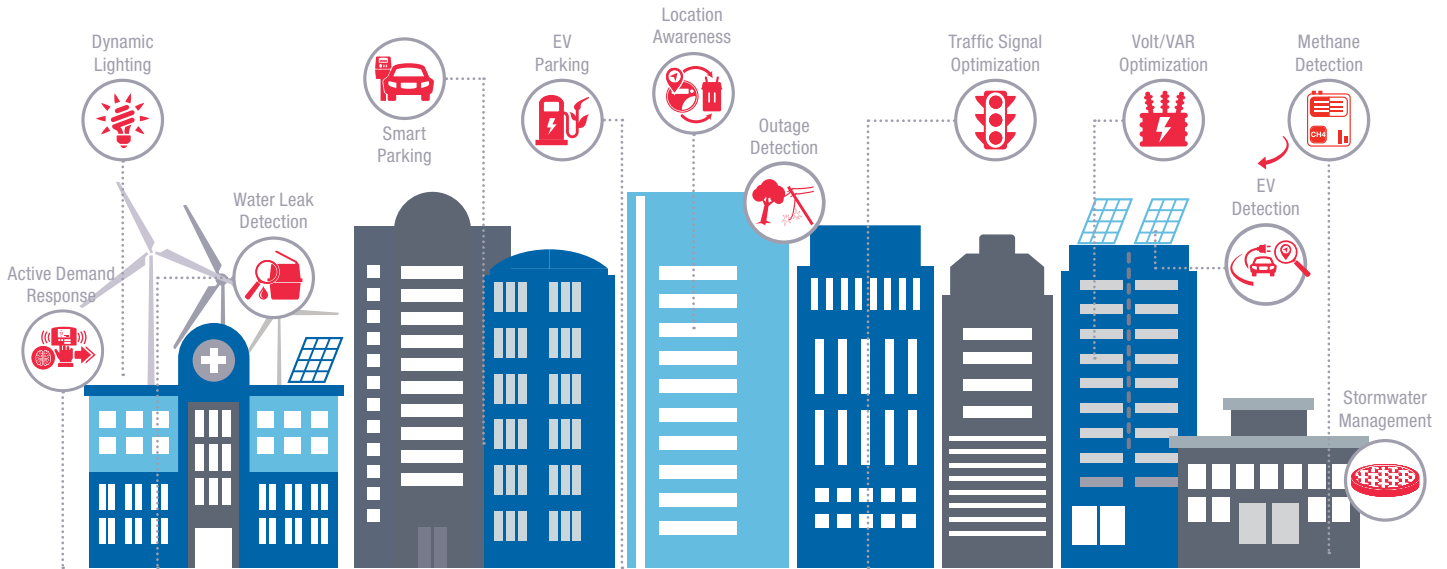 Dynamic
Lighting
Smart
Parking
EV
Parking
Location
Awareness
Outage
Detection
Traffic Signal
Optimization
Volt/VAR
Optimization
Methane
Detection
CH4
EV
Detection
Water Leak
Detection
Active Demand
Response
Stormwater
Management